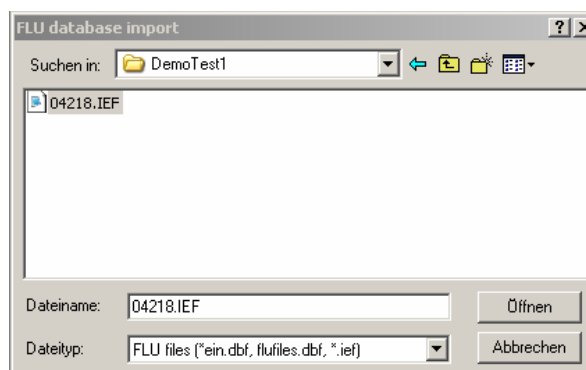 FLU database import
Suchen in: DemoTest1
04218.IEF
Dateiname: 04218.IEF Öffnen
Dateityp: FLU files (*ein.dbf, flufiles.dbf, *.ief) Abbrechen